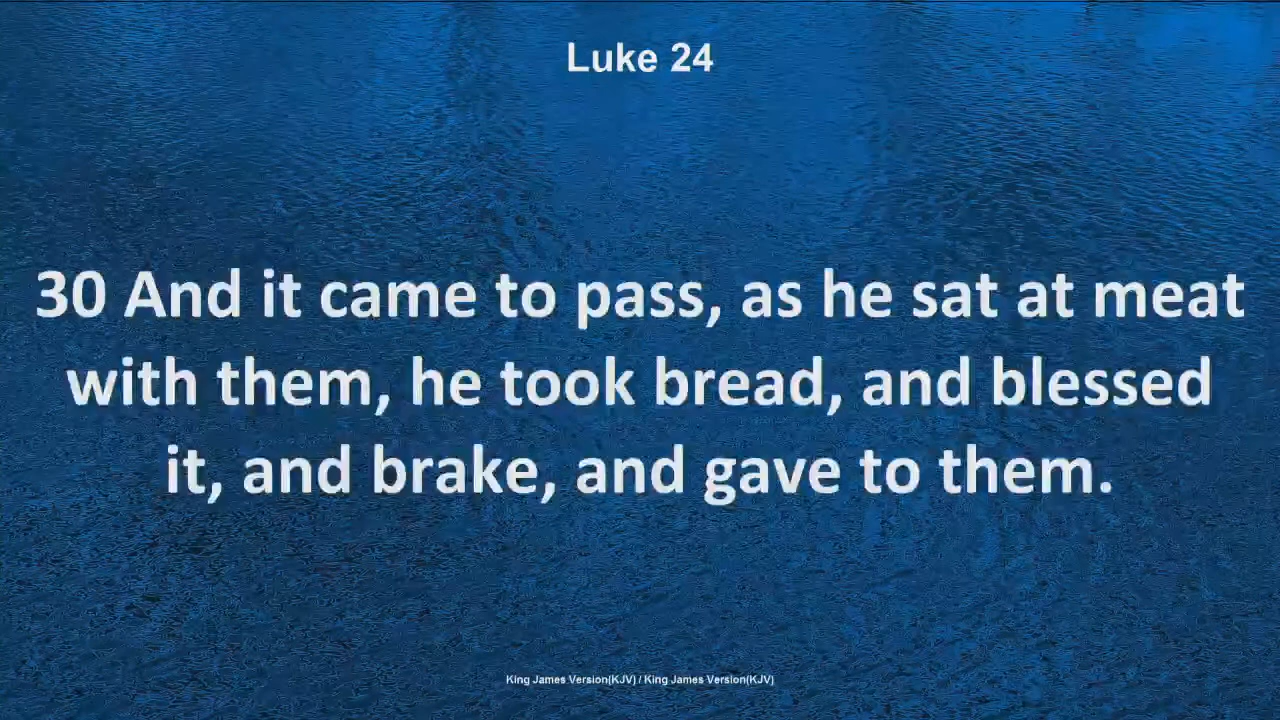 Luke 24
30 And it came to pass, as he sat at meat
with them, he took bread, and blessed
it, and brake, and gave to them.
King James Version(KJV) / King James Version(KJV)